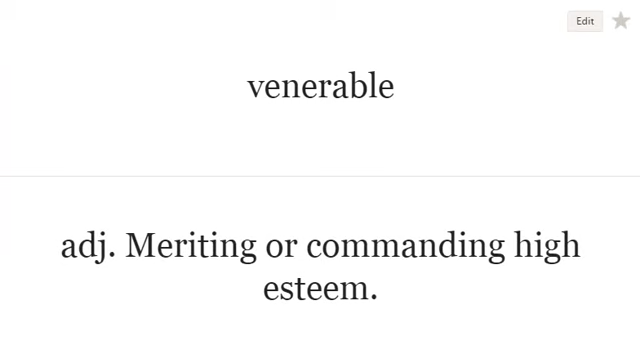 Edit
venerable
adj. Meriting or commanding high
esteem.